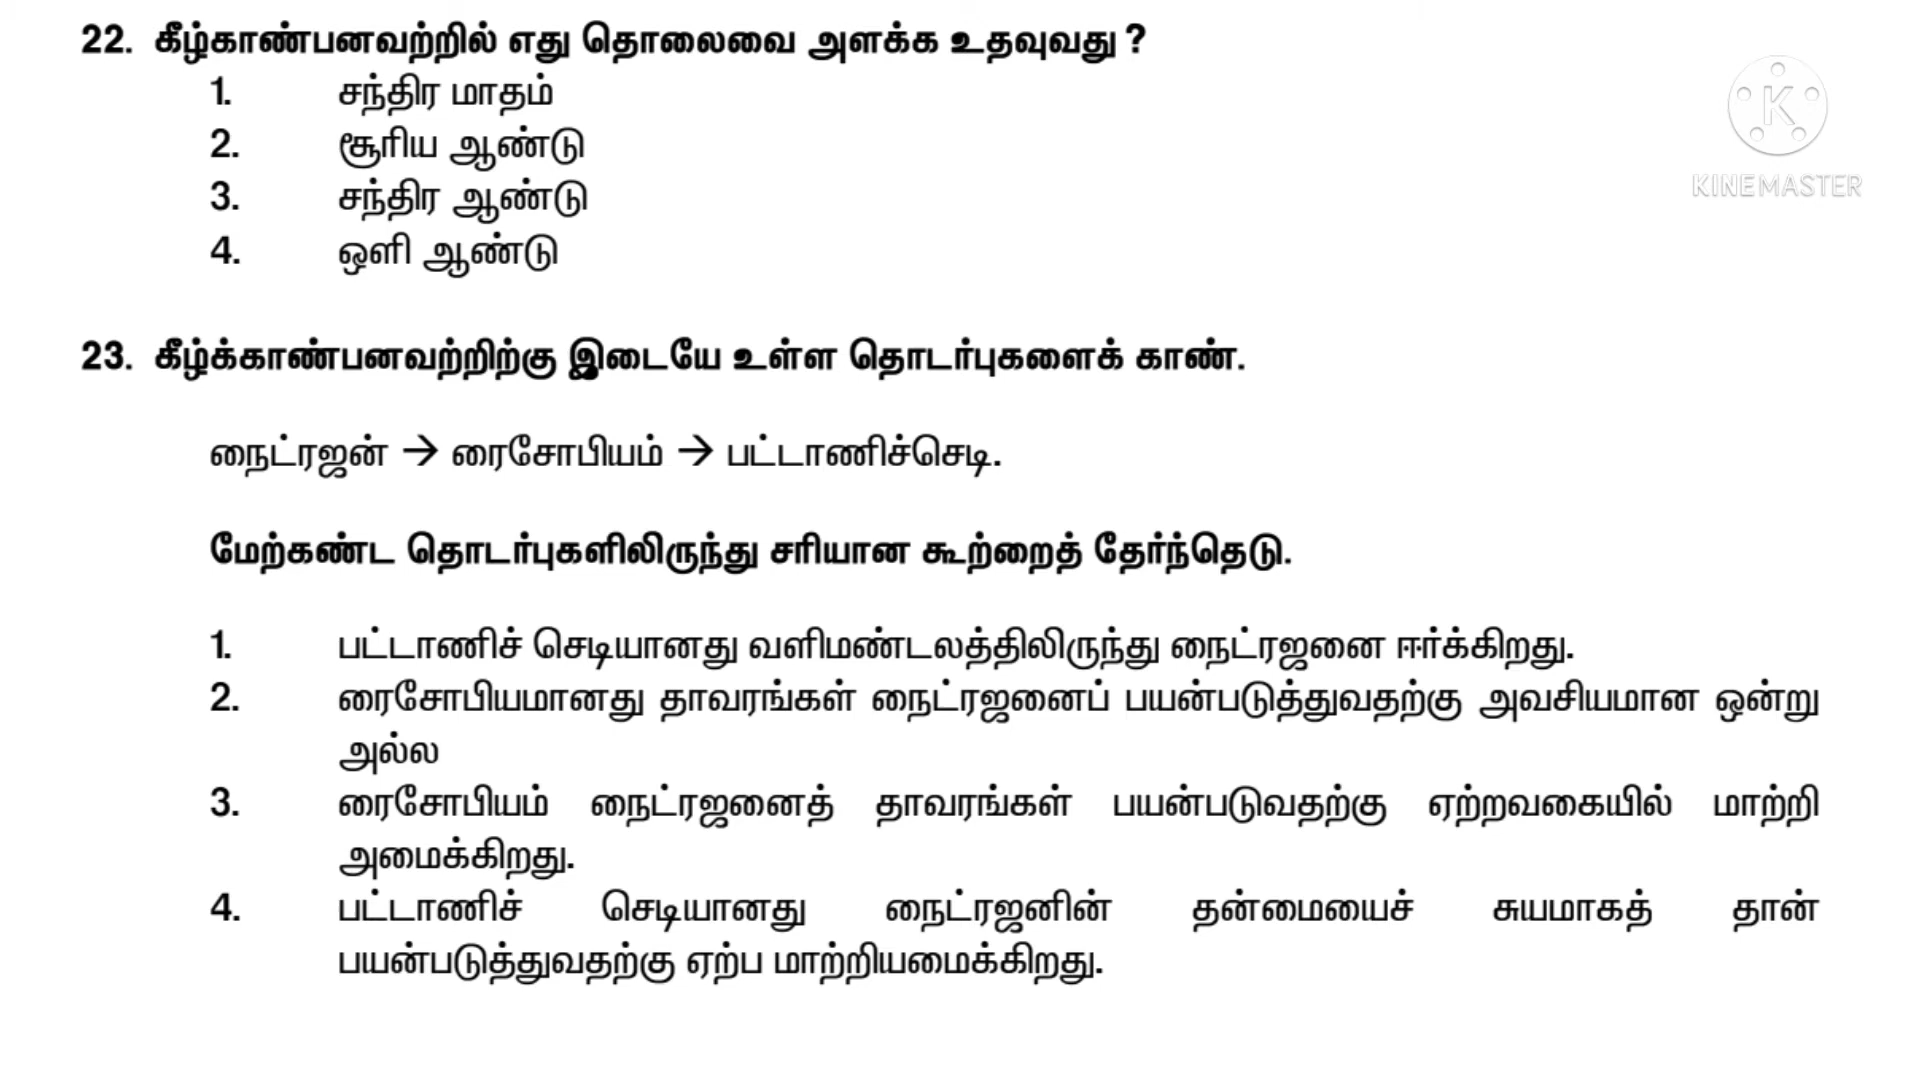 22. கீழ்காண்பனவற்றில் எது தொலைவை அளக்க உதவுவது ?
1. சந்திர மாதம்
2. சூரிய ஆண்டு
3. சந்திர ஆண்டு
4. ஒளி ஆண்டு
K
KINEMASTER
23. கீழ்க்காண்பனவற்றிற்கு இடையே உள்ள தொடர்புகளைக் காண்.
நைட்ரஜன் → ரைசோபியம் → பட்டாணிச்செடி.
மேற்கண்ட தொடர்புகளிலிருந்து சரியான கூற்றைத் தேர்ந்தெடு.
1. பட்டாணிச் செடியானது வளிமண்டலத்திலிருந்து நைட்ரஜனை ஈர்க்கிறது.
2. ரைசோபியமானது தாவரங்கள் நைட்ரஜனைப் பயன்படுத்துவதற்கு அவசியமான ஒன்று
அல்ல
3. ரைசோபியம் நைட்ரஜனைத் தாவரங்கள் பயன்படுவதற்கு ஏற்றவகையில் மாற்றி
அமைக்கிறது.
4. பட்டாணிச் செடியானது நைட்ரஜனின் தன்மையைச் சுயமாகத் தான்
பயன்படுத்துவதற்கு ஏற்ப மாற்றியமைக்கிறது.